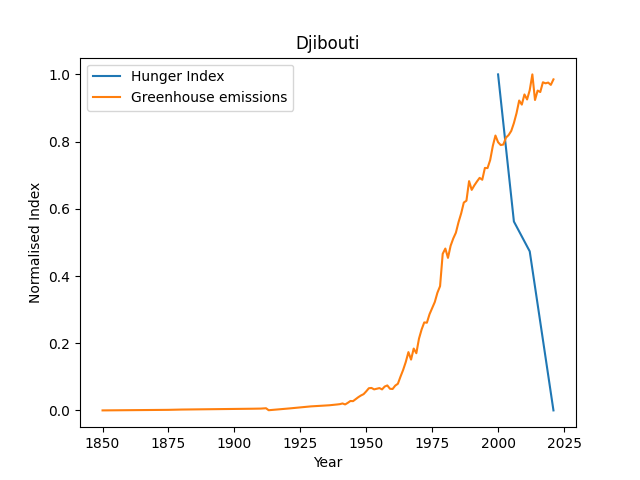 Djibouti
Hunger Index
Greenhouse emissions
Normalised Index
1.0
0.8
0.6
0.4
0.2
0.0
1850 1875 1900 1925 1950 1975 2000 2025
Year